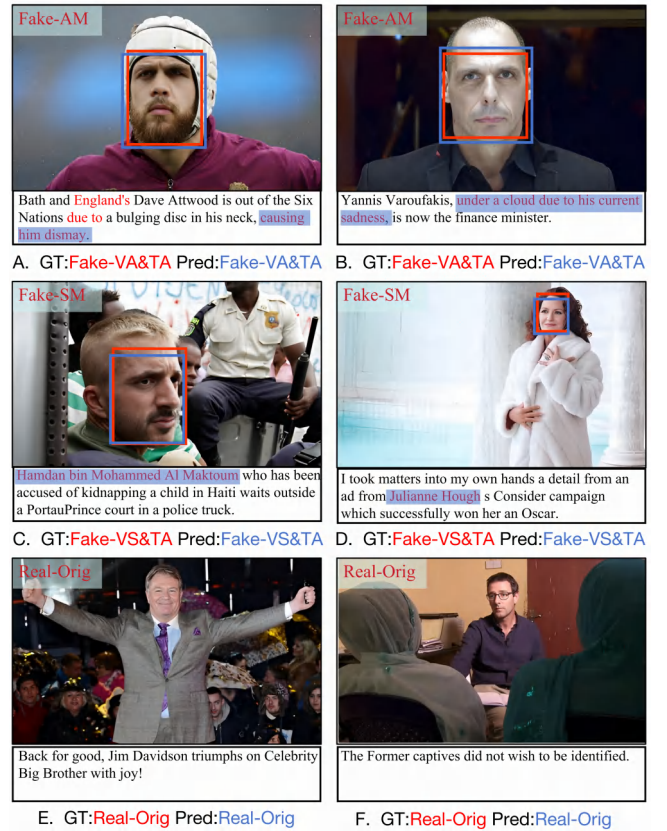 Fake-AM
Bath and England's Dave Attwood is out of the Six
Nations due to a bulging disc in his neck, causing
him dismay.
A. GT:Fake-VA&TA Pred:Fake-VA&TA
Fake-AM
Yannis Varoufakis, under a cloud due to his current
sadness, is now the finance minister.
B. GT:Fake-VA&TA Pred:Fake-VA&TA
Fake-SM
Hamdan bin Mohammed Al Maktoum who has been
accused of kidnapping a child in Haiti waits outside
a PortauPrince court in a police truck.
C. GT:Fake-VS&TA Pred:Fake-VS&TA
Fake-SM
I took matters into my own hands a detail from an
ad from Julianne Hough s Consider campaign
which successfully won her an Oscar.
D. GT:Fake-VS&TA Pred:Fake-VS&TA
Real-Orig
Back for good, Jim Davidson triumphs on Celebrity
Big Brother with joy!
E. GT:Real-Orig Pred:Real-Orig
Real-Orig
The Former captives did not wish to be identified.
F. GT:Real-Orig Pred:Real-Orig